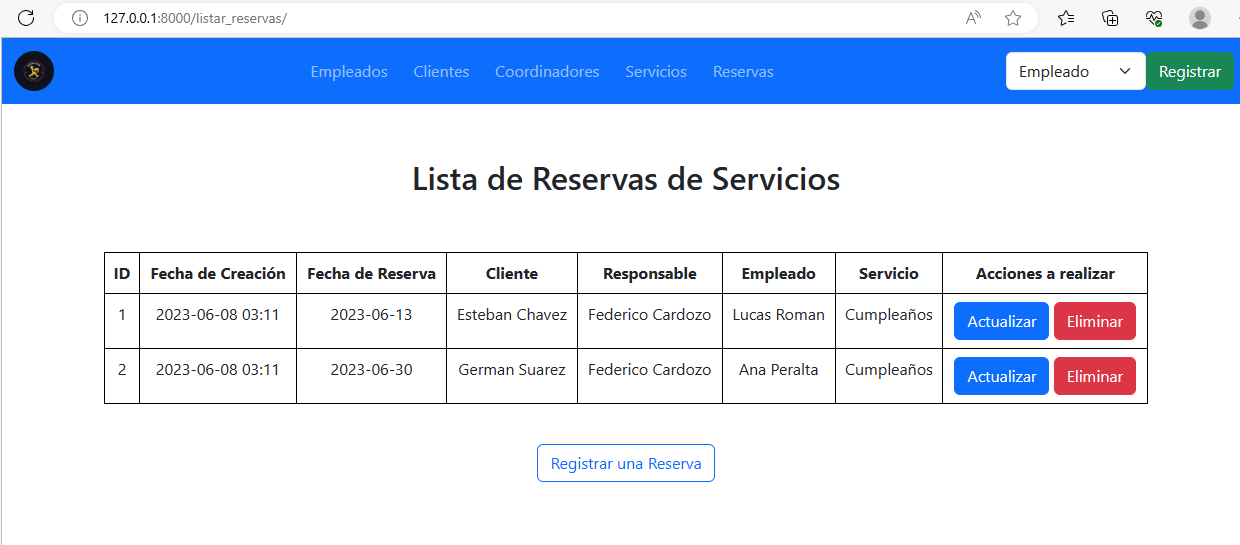 127.0.0.1:8000/listar_reservas/
Empleados Clientes Coordinadores Servicios Reservas Empleado Registrar
Lista de Reservas de Servicios
ID Fecha de Creación Fecha de Reserva Cliente Responsable Empleado Servicio Acciones a realizar
1 2023-06-08 03:11 2023-06-13 Esteban Chavez Federico Cardozo Lucas Roman Cumpleaños Actualizar Eliminar
2 2023-06-08 03:11 2023-06-30 German Suarez Federico Cardozo Ana Peralta Cumpleaños Actualizar Eliminar
Registrar una Reserva